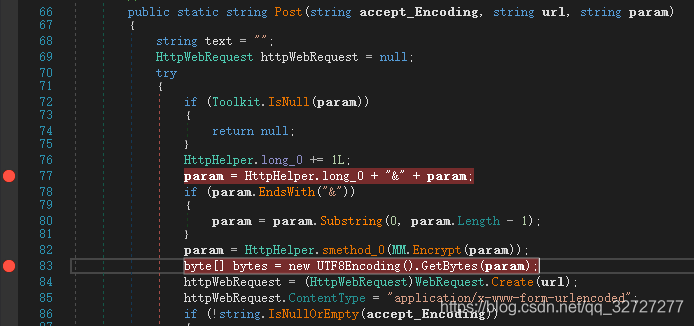 66 public static string Post(string accept_Encoding, string url, string param)
67 {
68 string text = "";
69 HttpWebRequest httpWebRequest = null;
70 try
71 {
72 if (Toolkit.IsNull(param))
73 {
74 return null;
75 }
76 HttpHelper.long_0 += 1L;
77 param = HttpHelper.long_0 + "&" + param;
78 if (param.EndsWith("&"))
79 {
80 param = param.Substring(0, param.Length - 1);
81 }
82 param = HttpHelper.smethod_0(MM.Encrypt(param));
83 byte[] bytes = new UTF8Encoding().GetBytes(param);
84 httpWebRequest = (HttpWebRequest)WebRequest.Create(url);
85 httpWebRequest.ContentType = "application/x-www-form-urlencoded";
86 if (!string.IsNullOrEmpty(accept_Encoding))
87 {
https://blog.csdn.net/qq_32727277